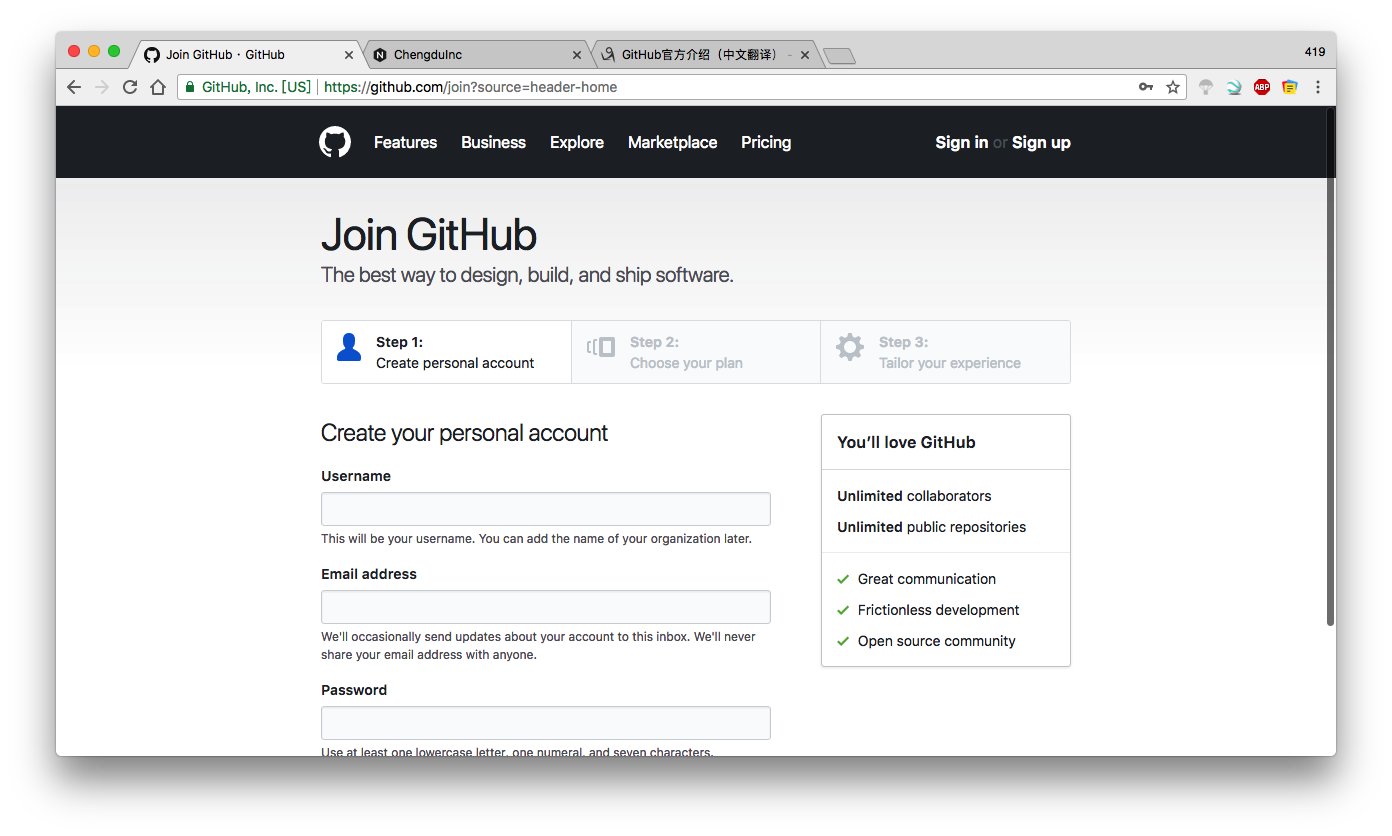 Join GitHub · GitHub
ChengduInc
GitHub官方介绍（中文翻译） -
419
GitHub, Inc. [US] https://github.com/join?source=header-home
ABP
Features Business Explore Marketplace Pricing Sign in or Sign up
Join GitHub
The best way to design, build, and ship software.
Step 1:
Create personal account
Step 2:
Choose your plan
Step 3:
Tailor your experience
Create your personal account
Username
This will be your username. You can add the name of your organization later.
Email address
We'll occasionally send updates about your account to this inbox. We'll never
share your email address with anyone.
Password
Use at least one lowercase letter, one numeral, and seven characters.
You’ll love GitHub
Unlimited collaborators
Unlimited public repositories
Great communication
Frictionless development
Open source community